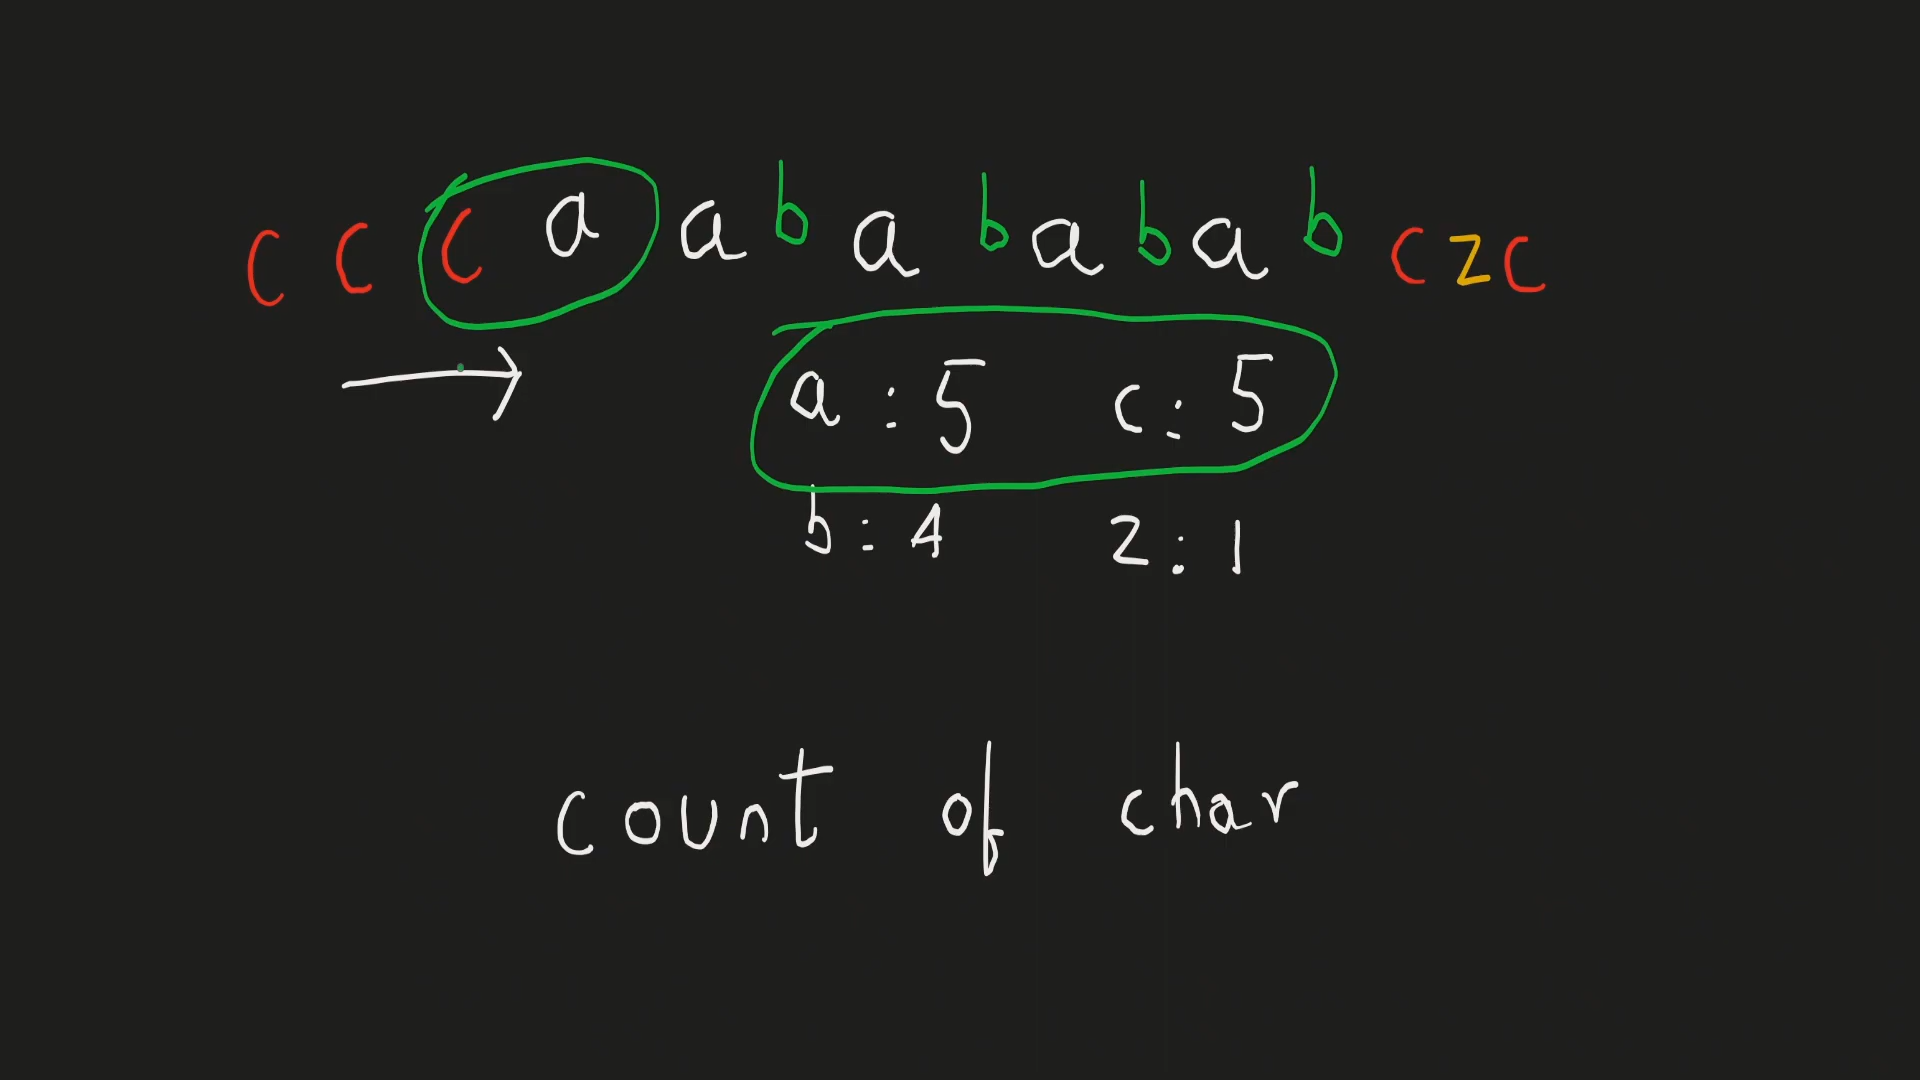 c c c a a b a b a b a b c z c
a : 5 c : 5
b : 4 z : 1
count of char